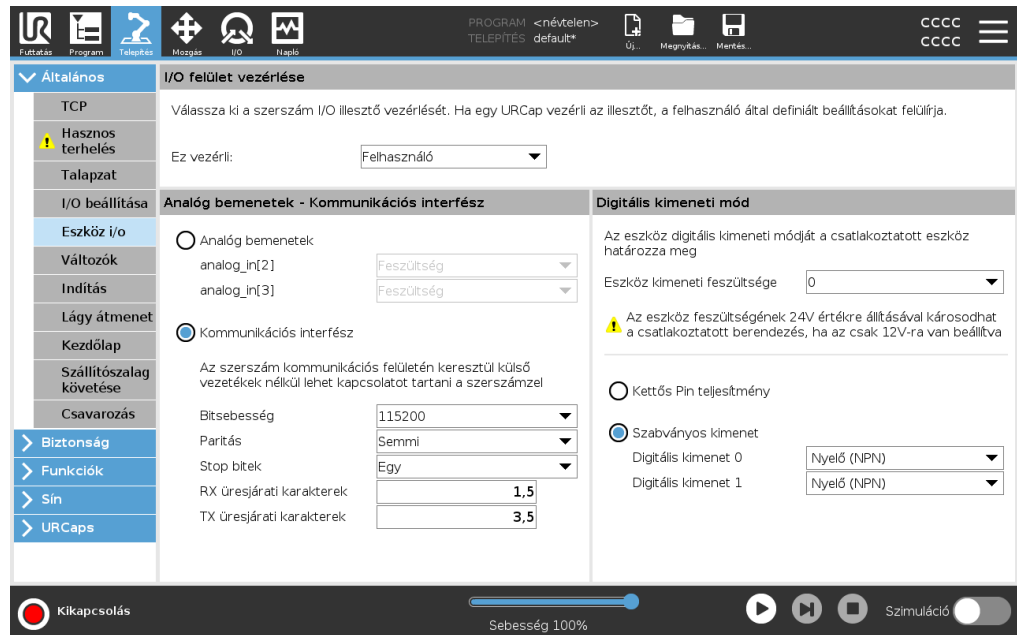 UR
Futtatás
Program
Telepítés
Mozgás
I/O
Napló
PROGRAM <névtelen>
TELEPÍTÉS default*
Új...
Megnyitás...
Mentés...
cccc
cccc
Általános
TCP
Hasznos
terhelés
Talapzat
I/O beállítása
Eszköz i/o
Változók
Indítás
Lágy átmenet
Kezdőlap
Szállítószalag
követése
Csavarozás
Biztonság
Funkciók
Sín
URCaps
I/O felület vezérlése
Válassza ki a szerszám I/O illesztő vezérlését. Ha egy URCap vezérli az illesztőt, a felhasználó által definiált beállításokat felülírja.
Ez vezérli: Felhasználó
Analóg bemenetek - Kommunikációs interfész
Analóg bemenetek
analog_in[2] Feszültség
analog_in[3] Feszültség
Kommunikációs interfész
Az szerszám kommunikációs felületén keresztül külső
vezetékek nélkül lehet kapcsolatot tartani a szerszámzel
Bitsebesség 115200
Paritás Semmi
Stop bitek Egy
RX üresjárati karakterek 1,5
TX üresjárati karakterek 3,5
Digitális kimeneti mód
Az eszköz digitális kimeneti módját a csatlakoztatott eszköz
határozza meg
Eszköz kimeneti feszültsége 0
Az eszköz feszültségének 24V értékre állításával károsodhat
a csatlakoztatott berendezés, ha az csak 12V-ra van beállítva
Kettős Pin teljesítmény
Szabványos kimenet
Digitális kimenet 0 Nyelő (NPN)
Digitális kimenet 1 Nyelő (NPN)
Kikapcsolás
Sebesség 100%
Szimuláció